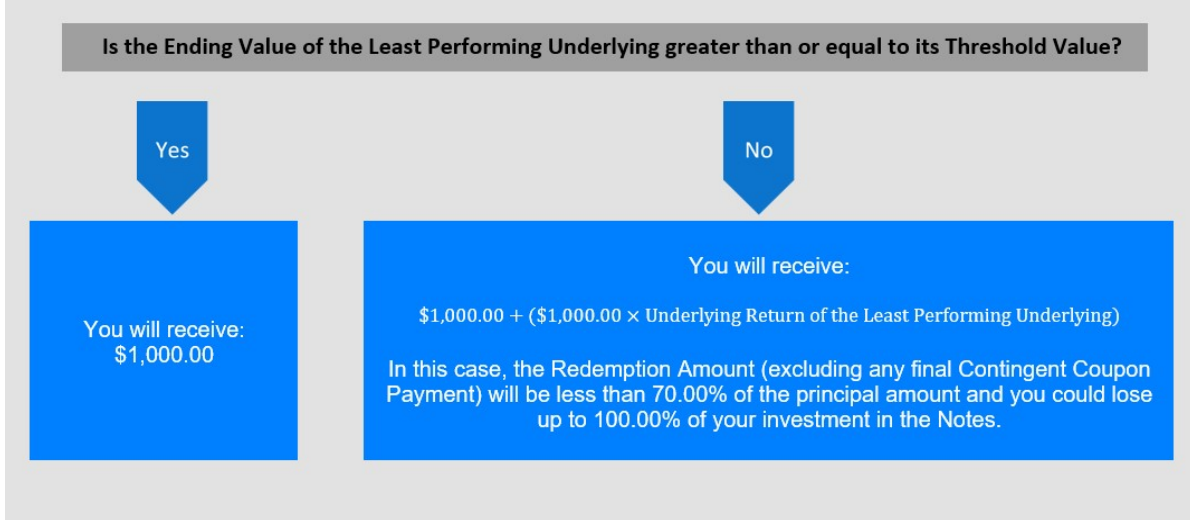 Is the Ending Value of the Least Performing Underlying greater than or equal to its Threshold Value?
Yes
No
You will receive:
$1,000.00
You will receive:
$1,000.00 + ($1,000.00 × Underlying Return of the Least Performing Underlying)
In this case, the Redemption Amount (excluding any final Contingent Coupon
Payment) will be less than 70.00% of the principal amount and you could lose
up to 100.00% of your investment in the Notes.